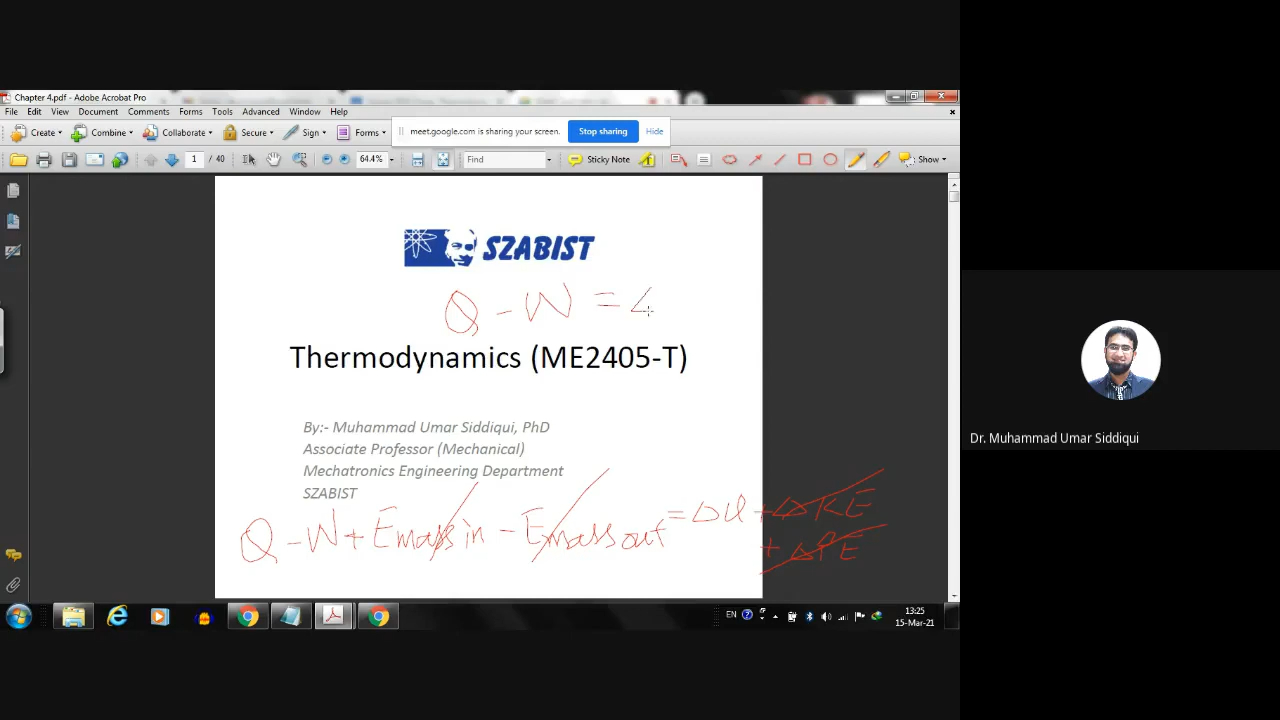 Chapter 4.pdf - Adobe Acrobat Pro
File Edit View Document Comments Forms Tools Advanced Window Help
Create Combine Collaborate Secure Sign Forms
meet.google.com is sharing your screen. Stop sharing Hide
1 / 40 64.4% Find Sticky Note Show
SZABIST
Q - W =
Thermodynamics (ME2405-T)
By:- Muhammad Umar Siddiqui, PhD
Associate Professor (Mechanical)
Mechatronics Engineering Department
SZABIST
Q - W + Emass in - Emass out = ΔU + ΔKE
+ ΔPE
Dr. Muhammad Umar Siddiqui
EN
13:25
15-Mar-21